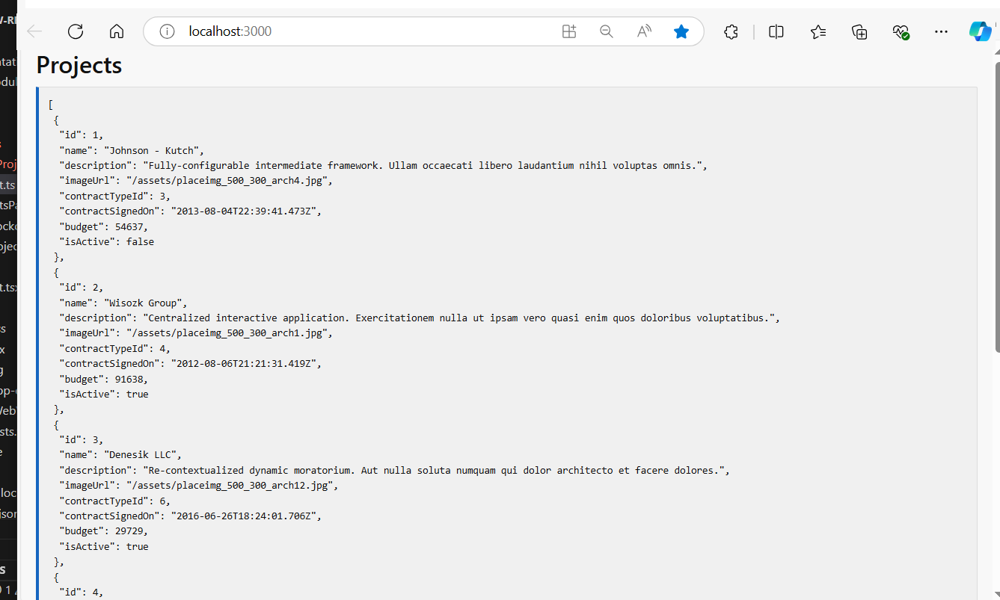 localhost:3000
Projects
[
{
"id": 1,
"name": "Johnson - Kutch",
"description": "Fully-configurable intermediate framework. Ullam occaecati libero laudantium nihil voluptas omnis.",
"imageUrl": "/assets/placeimg_500_300_arch4.jpg",
"contractTypeId": 3,
"contractSignedOn": "2013-08-04T22:39:41.473Z",
"budget": 54637,
"isActive": false
},
{
"id": 2,
"name": "Wisozk Group",
"description": "Centralized interactive application. Exercitationem nulla ut ipsam vero quasi enim quos doloribus voluptatibus.",
"imageUrl": "/assets/placeimg_500_300_arch1.jpg",
"contractTypeId": 4,
"contractSignedOn": "2012-08-06T21:21:31.419Z",
"budget": 91638,
"isActive": true
},
{
"id": 3,
"name": "Denesik LLC",
"description": "Re-contextualized dynamic moratorium. Aut nulla soluta numquam qui dolor architecto et facere dolores.",
"imageUrl": "/assets/placeimg_500_300_arch12.jpg",
"contractTypeId": 6,
"contractSignedOn": "2016-06-26T18:24:01.706Z",
"budget": 29729,
"isActive": true
},
{
"id": 4,